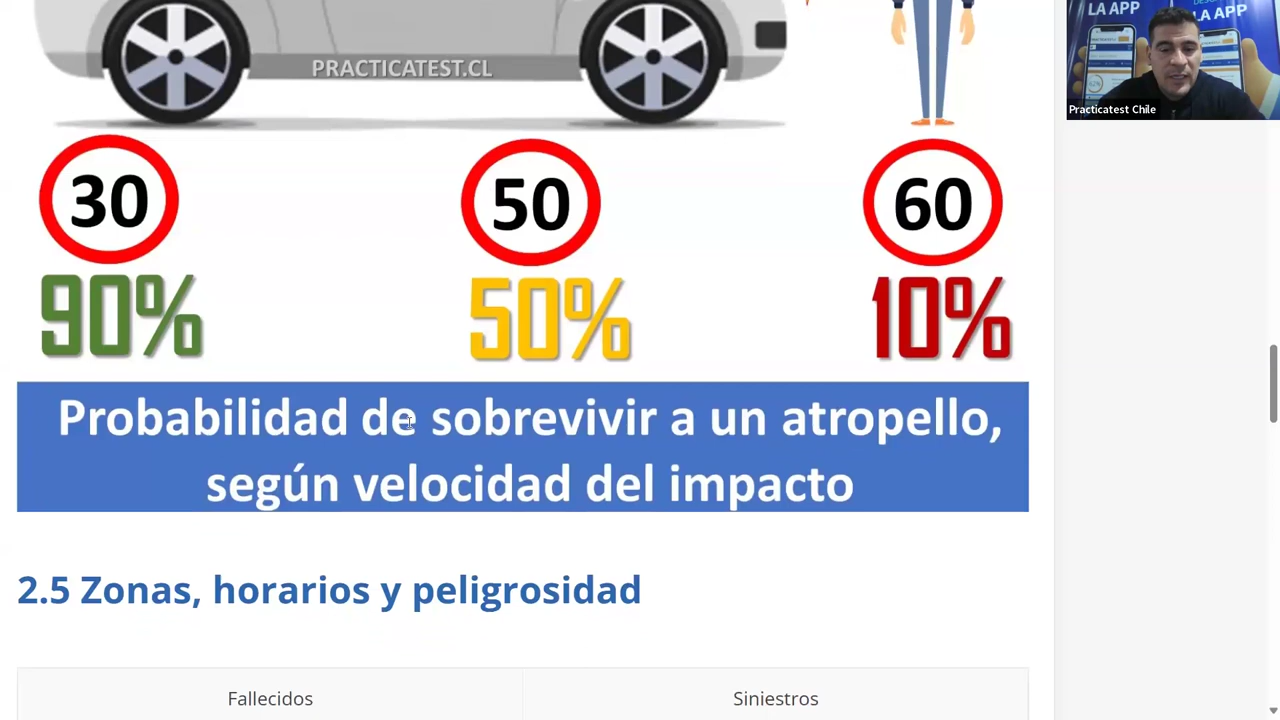 LA APP
LA APP
Practicatest Chile
PRACTICATEST.CL
30
50
60
90%
50%
10%
Probabilidad de sobrevivir a un atropello,
según velocidad del impacto
2.5 Zonas, horarios y peligrosidad
Fallecidos
Siniestros